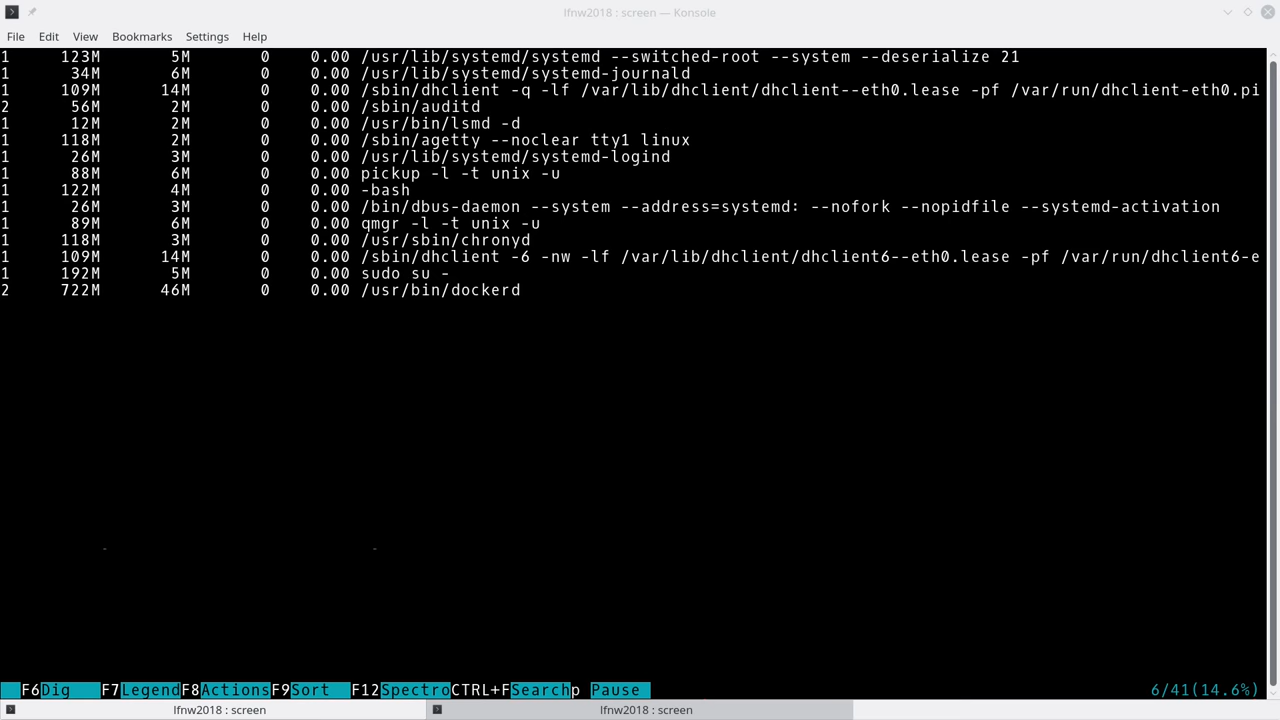 lfnw2018 : screen — Konsole
File Edit View Bookmarks Settings Help
1 123M 5M 0 0.00 /usr/lib/systemd/systemd --switched-root --system --deserialize 21
1 34M 6M 0 0.00 /usr/lib/systemd/systemd-journald
1 109M 14M 0 0.00 /sbin/dhclient -q -lf /var/lib/dhclient/dhclient--eth0.lease -pf /var/run/dhclient-eth0.pi
2 56M 2M 0 0.00 /sbin/auditd
1 12M 2M 0 0.00 /usr/bin/lsmd -d
1 118M 2M 0 0.00 /sbin/agetty --noclear tty1 linux
1 26M 3M 0 0.00 /usr/lib/systemd/systemd-logind
1 88M 6M 0 0.00 pickup -l -t unix -u
1 122M 4M 0 0.00 -bash
1 26M 3M 0 0.00 /bin/dbus-daemon --system --address=systemd: --nofork --nopidfile --systemd-activation
1 89M 6M 0 0.00 qmgr -l -t unix -u
1 118M 3M 0 0.00 /usr/sbin/chronyd
1 109M 14M 0 0.00 /sbin/dhclient -6 -nw -lf /var/lib/dhclient/dhclient6--eth0.lease -pf /var/run/dhclient6-e
1 192M 5M 0 0.00 sudo su -
2 722M 46M 0 0.00 /usr/bin/dockerd
F6Dig F7LegendF8ActionsF9Sort F12SpectroCTRL+FSearchp Pause 6/41(14.6%)
lfnw2018 : screen lfnw2018 : screen